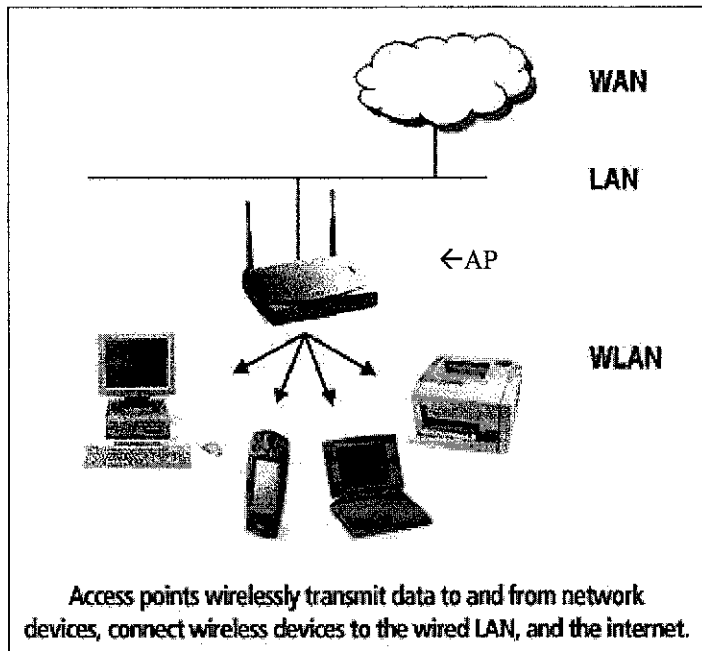 WAN
LAN
←AP
WLAN
Access points wirelessly transmit data to and from network
devices, connect wireless devices to the wired LAN, and the internet.